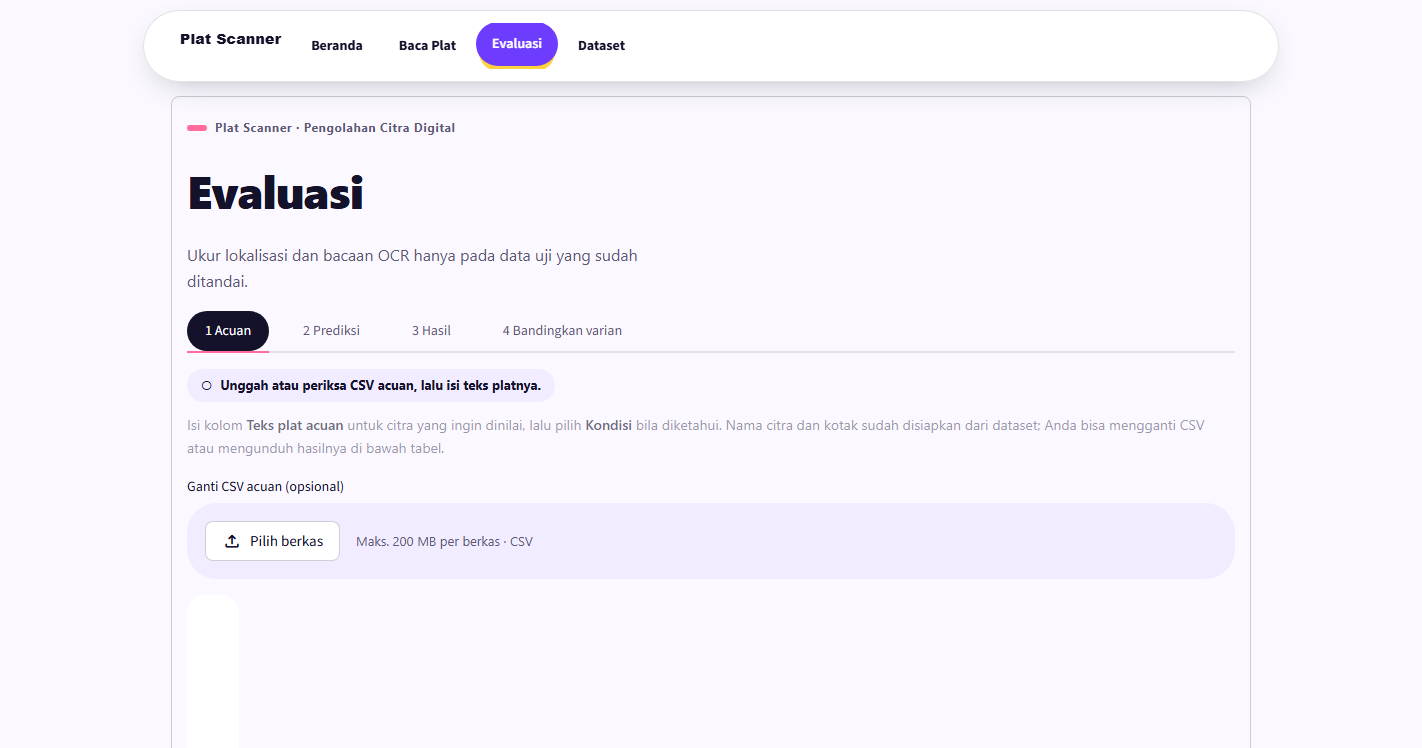 Plat Scanner
Beranda
Baca Plat
Evaluasi
Dataset
Plat Scanner · Pengolahan Citra Digital
Evaluasi
Ukur lokalisasi dan bacaan OCR hanya pada data uji yang sudah
ditandai.
1 Acuan
2 Prediksi
3 Hasil
4 Bandingkan varian
Unggah atau periksa CSV acuan, lalu isi teks platnya.
Isi kolom Teks plat acuan untuk citra yang ingin dinilai, lalu pilih Kondisi bila diketahui. Nama citra dan kotak sudah disiapkan dari dataset; Anda bisa mengganti CSV
atau mengunduh hasilnya di bawah tabel.
Ganti CSV acuan (opsional)
Pilih berkas
Maks. 200 MB per berkas · CSV